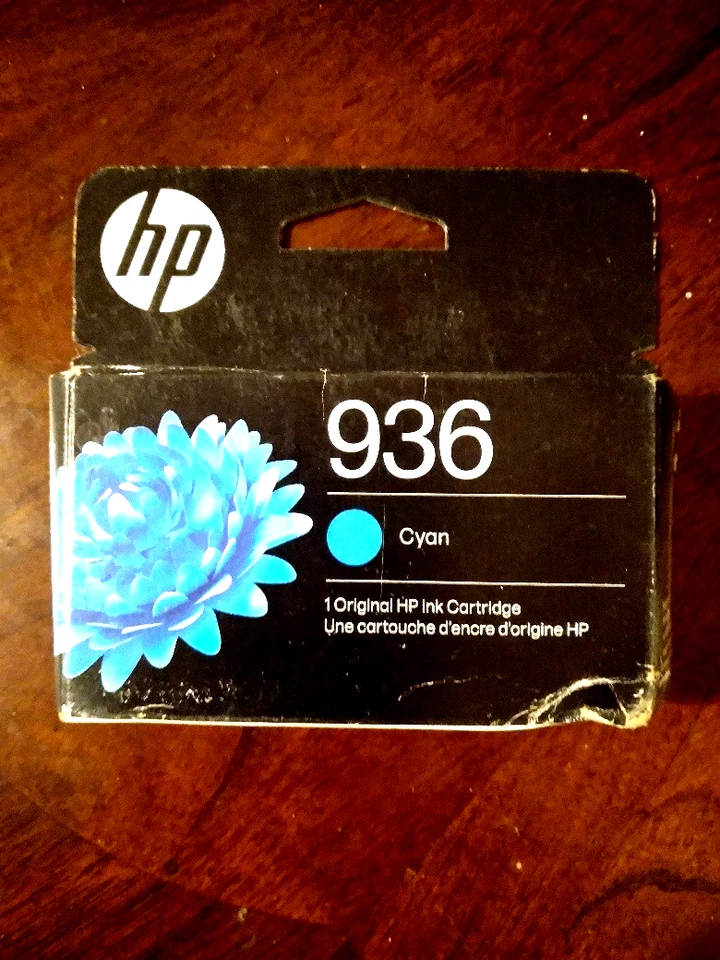 hp
936
Cyan
1 Original HP Ink Cartridge
Une cartouche d'encre d'origine HP